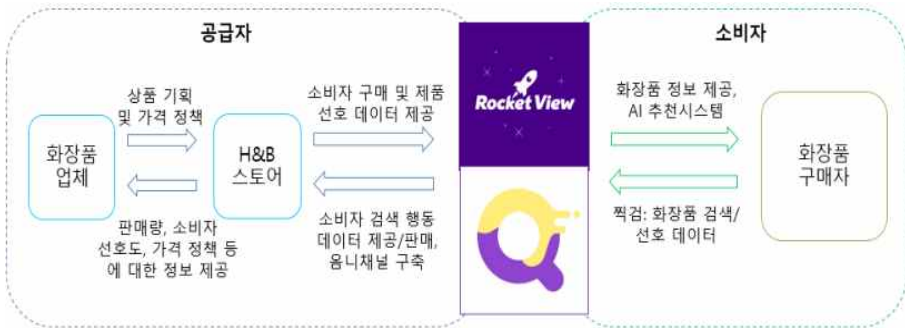 공급자
소비자
상품 기획
및 가격 정책
소비자 구매 및 제품
선호 데이터 제공
Rocket View
화장품 정보 제공,
AI 추천시스템
화장품
업체
H&B
스토어
화장품
구매자
판매량, 소비자
선호도, 가격 정책 등
에 대한 정보 제공
소비자 검색 행동
데이터 제공/판매,
옴니채널 구축
찍검: 화장품 검색/
선호 데이터